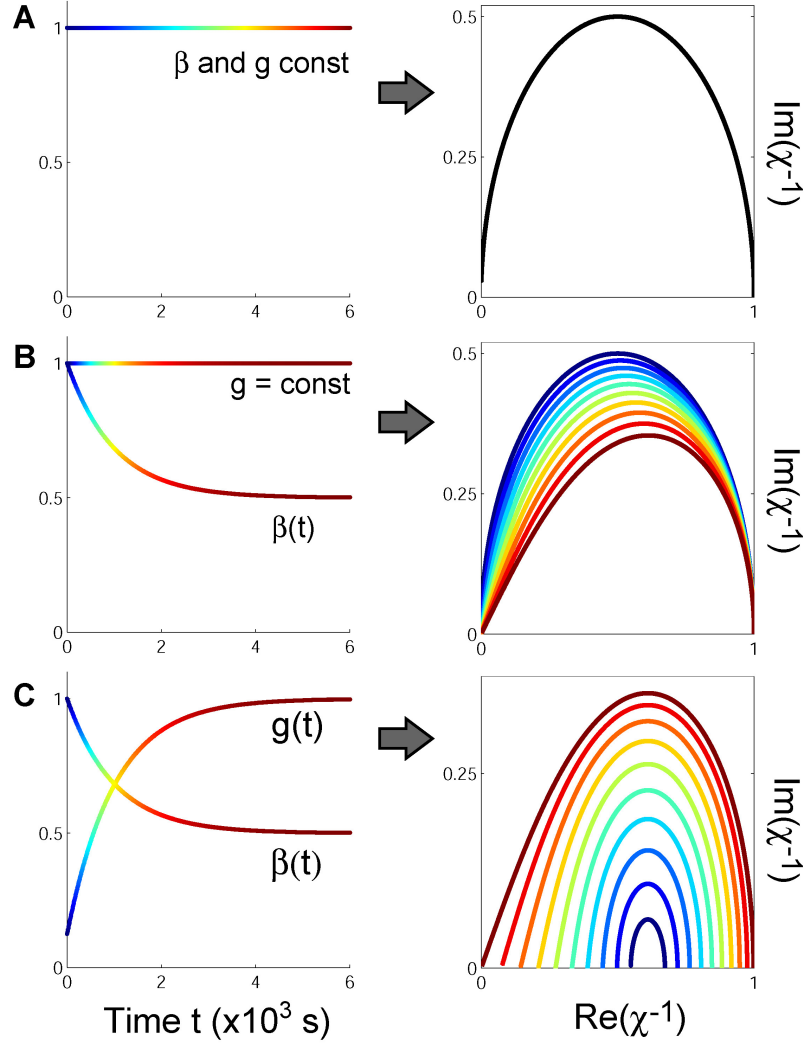 A
1
0.5
0
0 2 4 6
β and g const
0.5
0.25
0
0 1
Im(χ-1)
B
1
0.5
0
0 2 4 6
g = const
β(t)
0.5
0.25
0
0 1
Im(χ-1)
C
1
0.5
0
0 2 4 6
g(t)
β(t)
Time t (x10³ s)
0.25
0
0 1
Re(χ-1)
Im(χ-1)